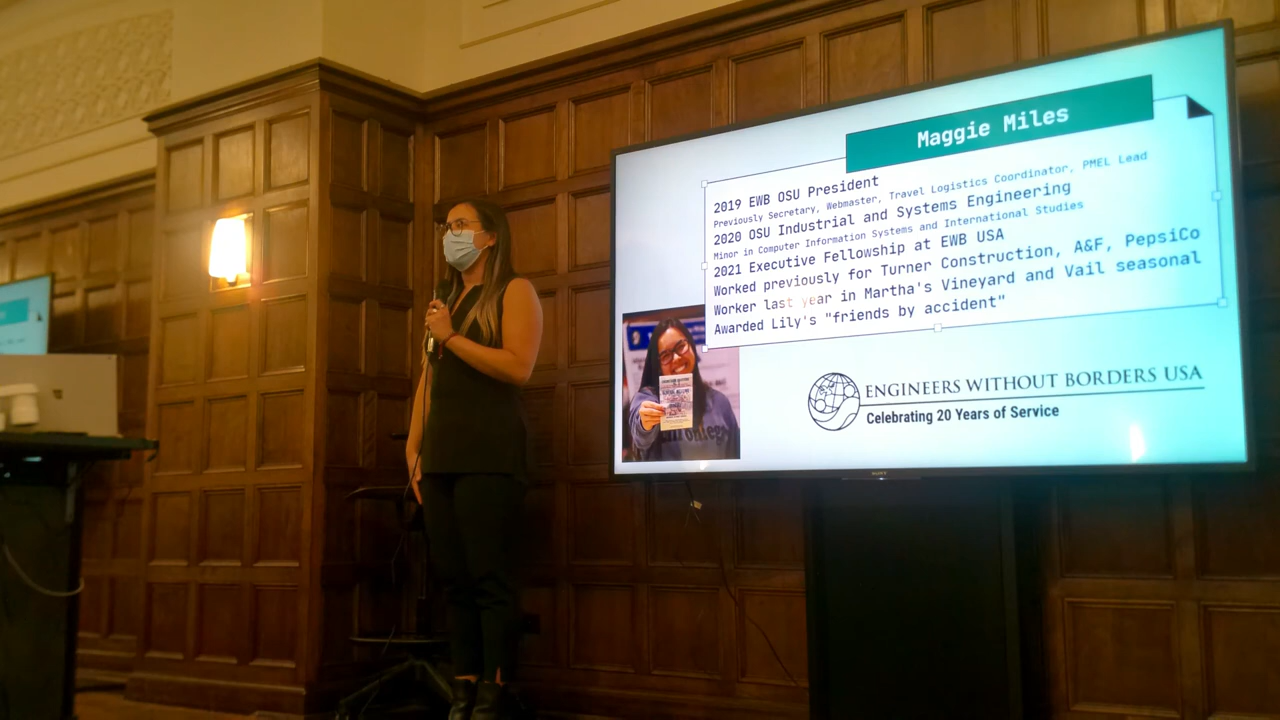 Maggie Miles
2019 EWB OSU President
Previously Secretary, Webmaster, Travel Logistics Coordinator, PMEL Lead
2020 OSU Industrial and Systems Engineering
Minor in Computer Information Systems and International Studies
2021 Executive Fellowship at EWB USA
Worked previously for Turner Construction, A&F, PepsiCo
Worker last year in Martha's Vineyard and Vail seasonal
Awarded Lily's "friends by accident"
ENGINEERS WITHOUT BORDERS USA
Celebrating 20 Years of Service
SONY